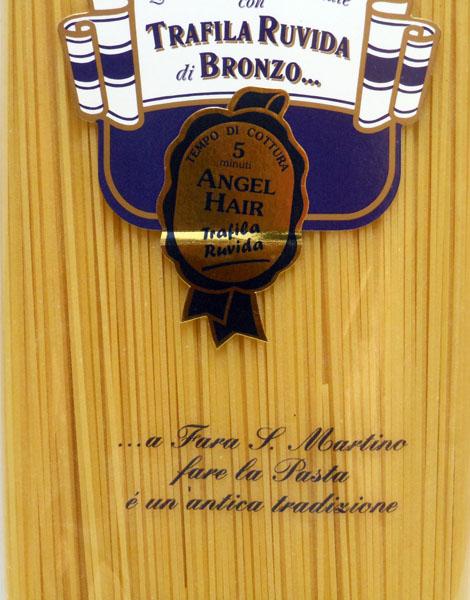 con
TRAFILA RUVIDA
di BRONZO...
TEMPO DI COTTURA
5
minuti
ANGEL
HAIR
Trafila
Ruvida
...a Fara S. Martino
fare la Pasta
é un'antica tradizione